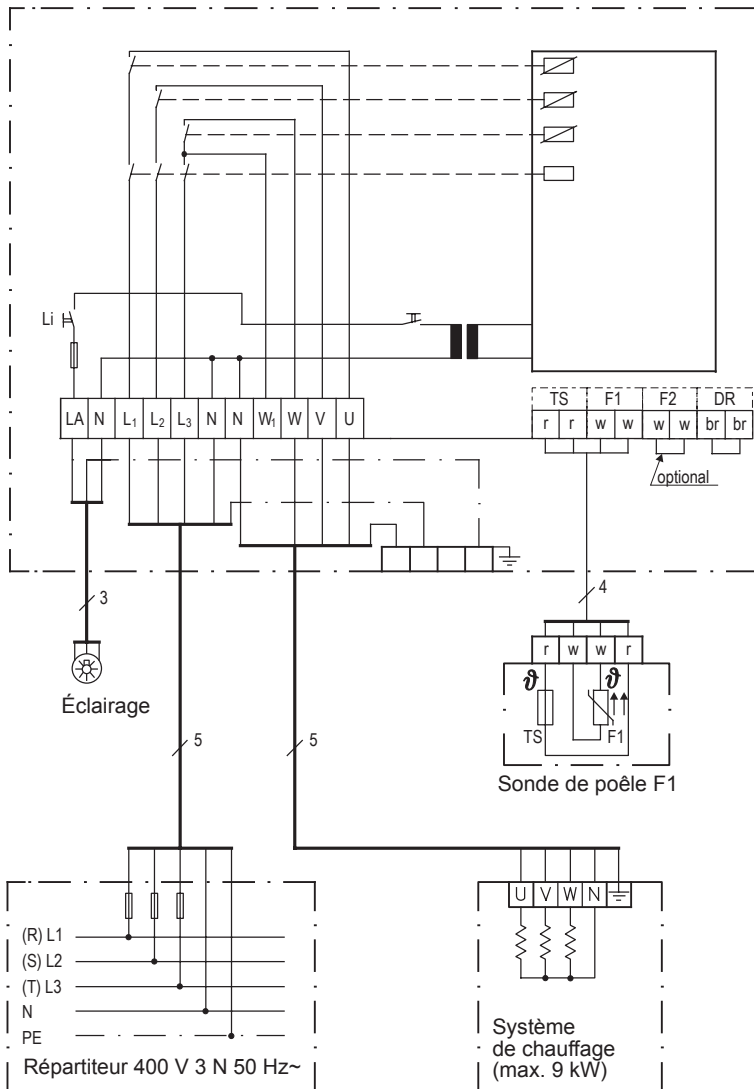 Li
LA N L1 L2 L3 N N W1 W V U
TS F1 F2 DR
r r w w w w br br
optional
3
4
Éclairage
r w w r
ϑ ϑ
TS F1
Sonde de poêle F1
5 5
U V W N
(R) L1
(S) L2
(T) L3
N
PE
Répartiteur 400 V 3 N 50 Hz~
Système
de chauffage
(max. 9 kW)